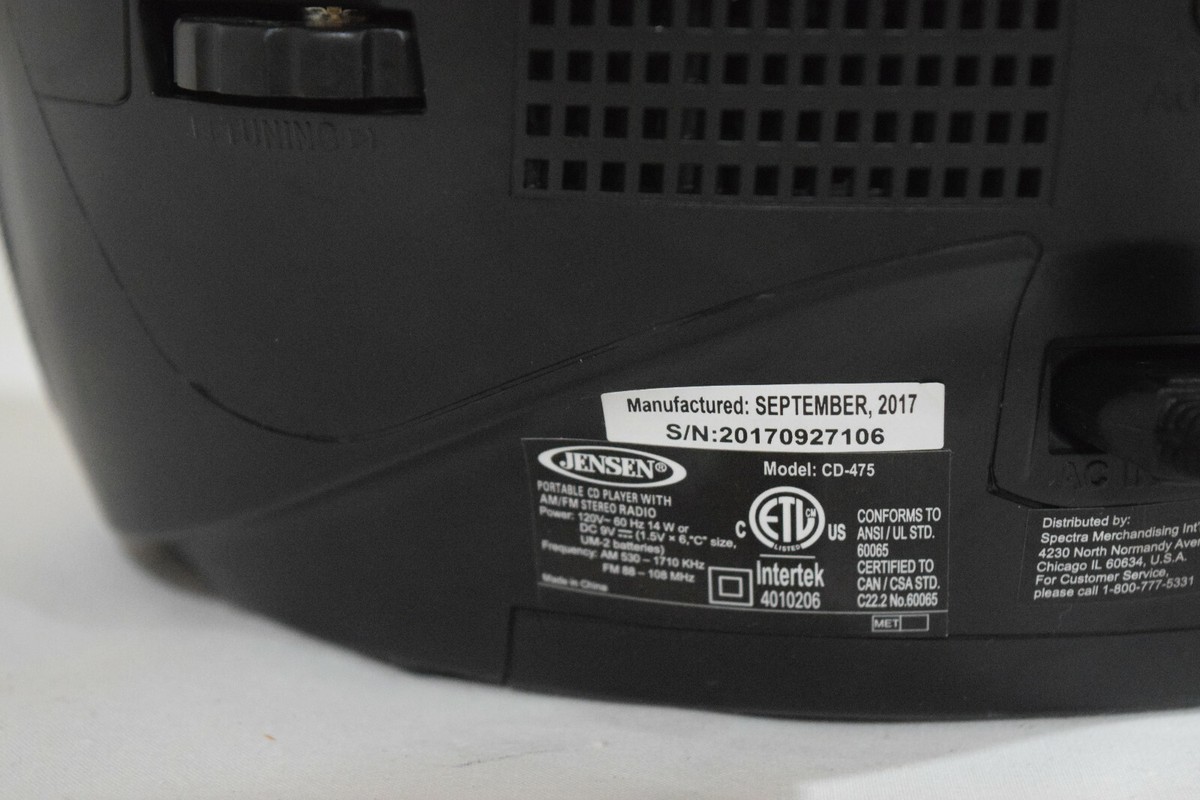 TUNING
Manufactured: SEPTEMBER, 2017
S/N:20170927106
JENSEN®
Model: CD-475
PORTABLE CD PLAYER WITH
AM/FM STEREO RADIO
Power: 120V~ 60 Hz 14 W or
DC 9V (1.5V × 6,"C" size,
UM-2 batteries)
Frequency: AM 530 – 1710 KHz
FM 88 – 108 MHz
Made in China
C ETL CM US
LISTED
Intertek
4010206
CONFORMS TO
ANSI / UL STD.
60065
CERTIFIED TO
CAN / CSA STD.
C22.2 No.60065
MET
AC IN
Distributed by:
Spectra Merchandising Int'
4230 North Normandy Aven
Chicago IL 60634, U.S.A.
For Customer Service,
please call 1-800-777-5331